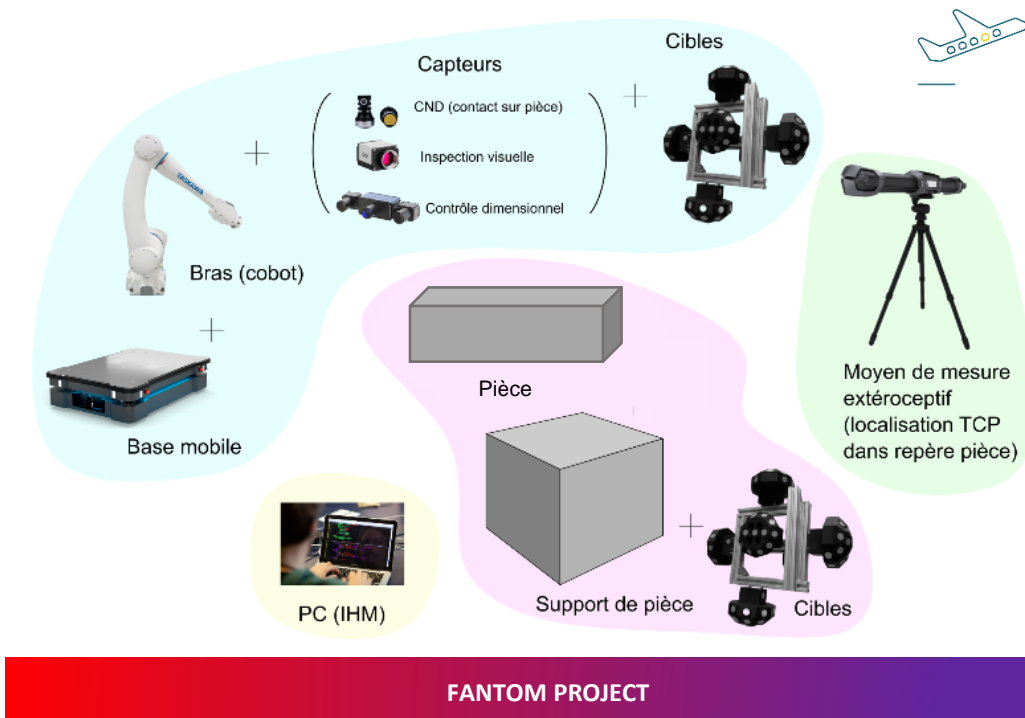 Cibles
Capteurs
CND (contact sur pièce)
Inspection visuelle
Contrôle dimensionnel
YASKAWA
Bras (cobot)
Base mobile
Pièce
Moyen de mesure
extéroceptif
(localisation TCP
dans repère pièce)
Support de pièce
Cibles
PC (IHM)
FANTOM PROJECT